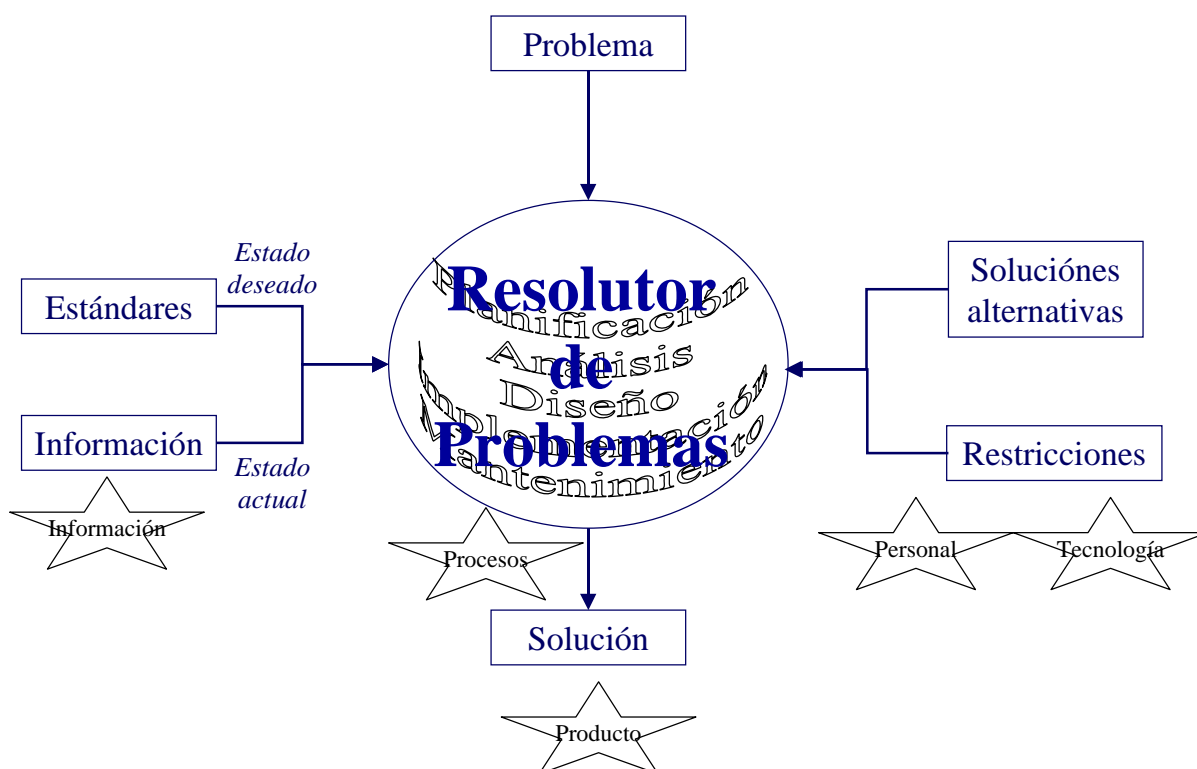 Problema
Estado
deseado
Estándares
Información
Estado
actual
Información
Resolutor
de
Problemas
Planificación
Análisis
Diseño
Implementación
Mantenimiento
Soluciónes
alternativas
Restricciones
Procesos
Personal
Tecnología
Solución
Producto